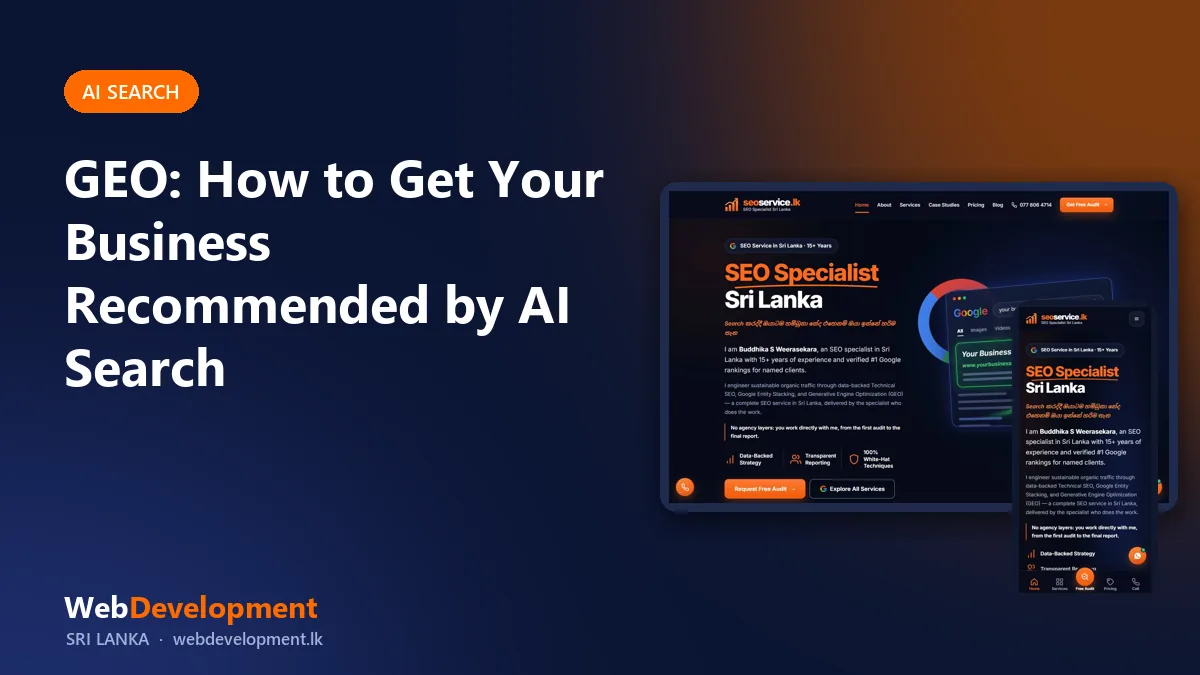 AI SEARCH
GEO: How to Get Your
Business
Recommended by AI
Search
WebDevelopment
SRI LANKA · webdevelopment.lk
seoservice.lk
SEO Specialist Sri Lanka
Home
About
Services
Case Studies
Pricing
Blog
077 806 4714
Get Free Audit →
SEO Service in Sri Lanka · 15+ Years
SEO Specialist
Sri Lanka
I am Buddhika S Weerasekara, an SEO specialist in Sri
Lanka with 15+ years of experience and verified #1 Google
rankings for named clients.
I engineer sustainable organic traffic through data-backed Technical
SEO, Google Entity Stacking, and Generative Engine Optimization (GEO)
— a complete SEO service in Sri Lanka, delivered by the specialist who
does the work.
No agency layers: you work directly with me, from the first audit to the
final report.
Data-Backed
Strategy
Transparent
Reporting
100%
White-Hat
Techniques
Request Free Audit →
Explore All Services
Google
your b
All
Images
Videos
Your Business
www.yourbusiness
seoservice.lk
SEO Specialist Sri Lanka
SEO Service in Sri Lanka · 15+ Years
SEO Specialist
Sri Lanka
I am Buddhika S Weerasekara, an SEO
specialist in Sri Lanka with 15+ years of
experience and verified #1 Google
rankings for named clients.
I engineer sustainable organic traffic through
data-backed Technical SEO, Google Entity
Stacking, and Generative Engine Optimization
(GEO) — a complete SEO service in Sri Lanka,
delivered by the specialist who does the work.
No agency layers: you work directly with me,
from the first audit to the final report.
Data-Backed Strategy
Transparent
Home
Services
Free Audit
Pricing
Call